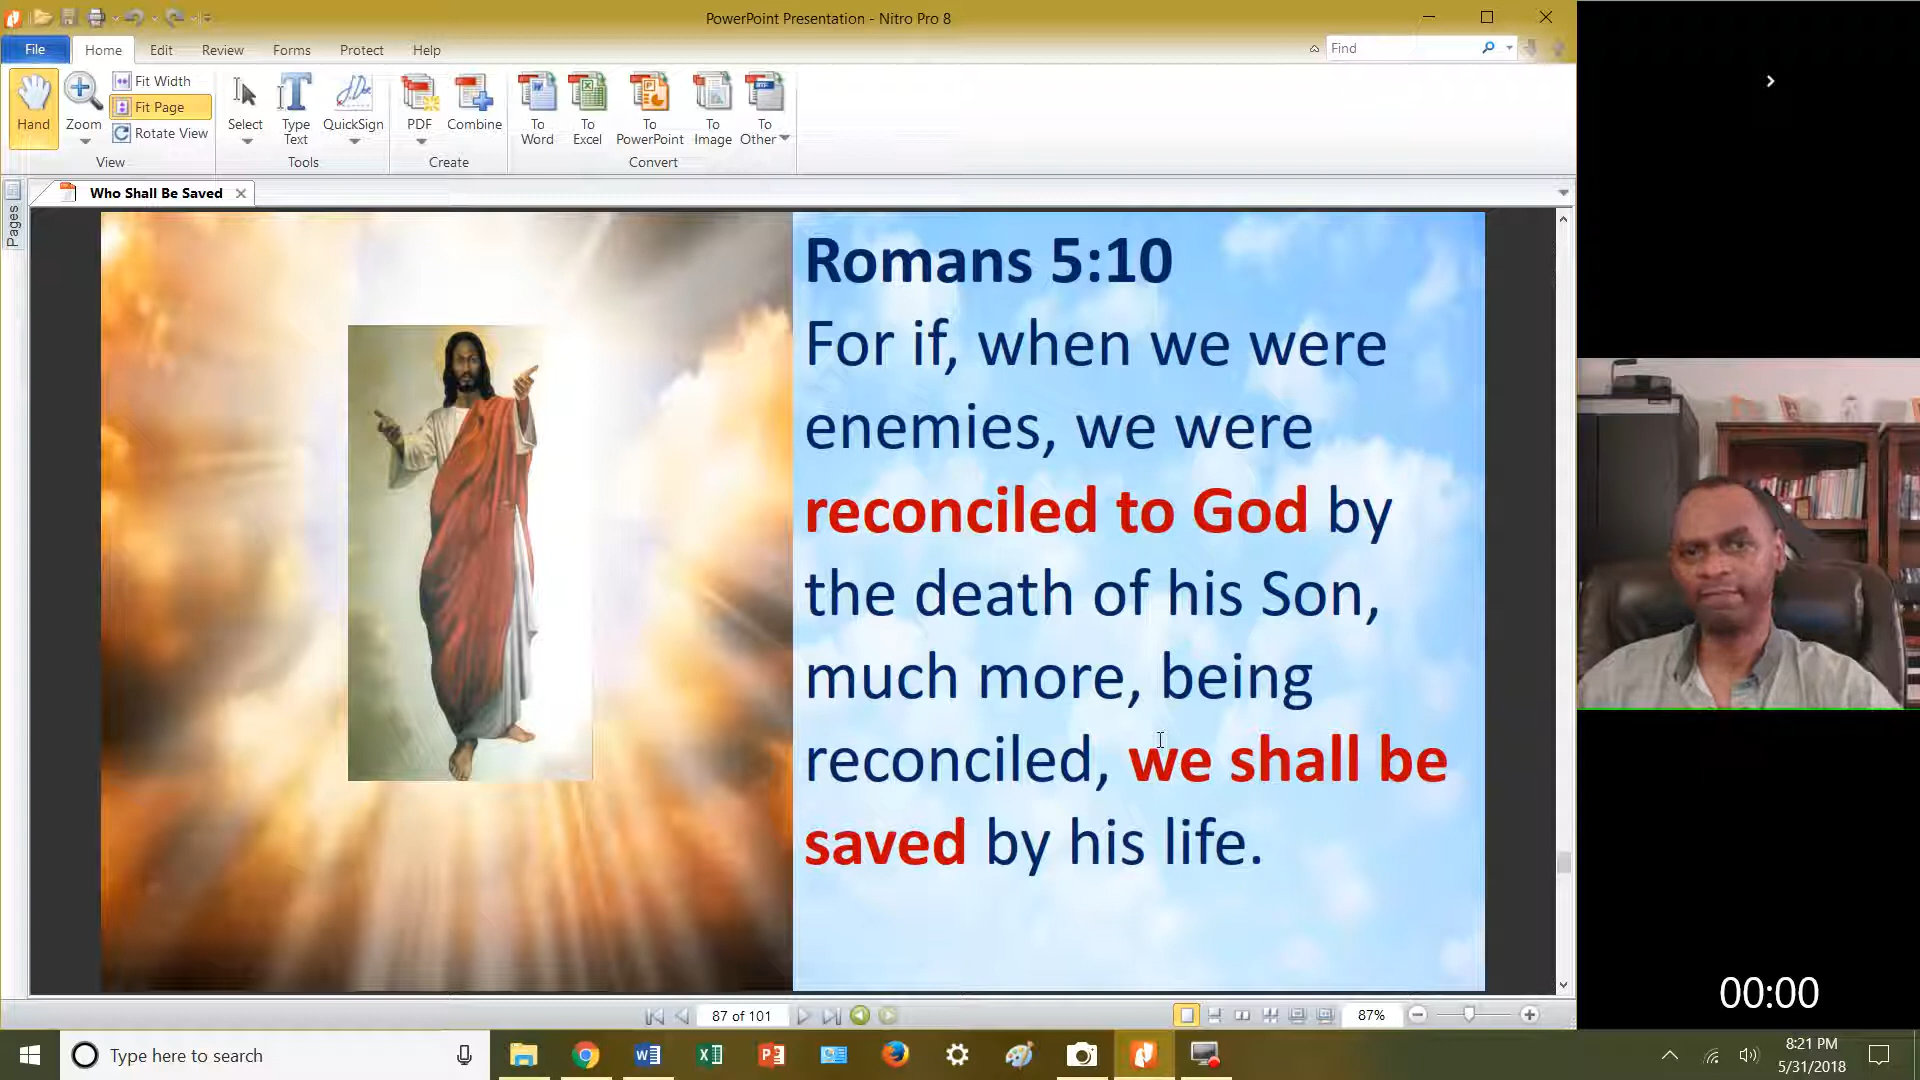 PowerPoint Presentation - Nitro Pro 8
File Home Edit Review Forms Protect Help
Find
Hand
Zoom
Fit Width
Fit Page
Rotate View
View
Select
Type Text
QuickSign
Tools
PDF
Combine
Create
To Word
To Excel
To PowerPoint
To Image
To Other
Convert
Who Shall Be Saved
Pages
Romans 5:10
For if, when we were
enemies, we were
reconciled to God by
the death of his Son,
much more, being
reconciled, we shall be
saved by his life.
00:00
87 of 101
87%
Type here to search
8:21 PM
5/31/2018